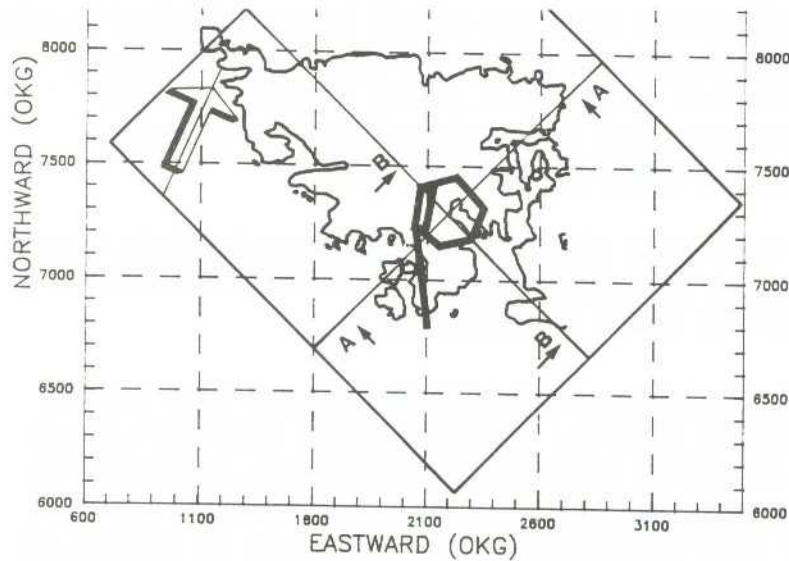 8000 8000
A
NORTHWARD (OKG)
7500 B 7500
7000 7000
A B
6500 6500
6000 6000
600 1100 1600 2100 2600 3100
EASTWARD (OKG)